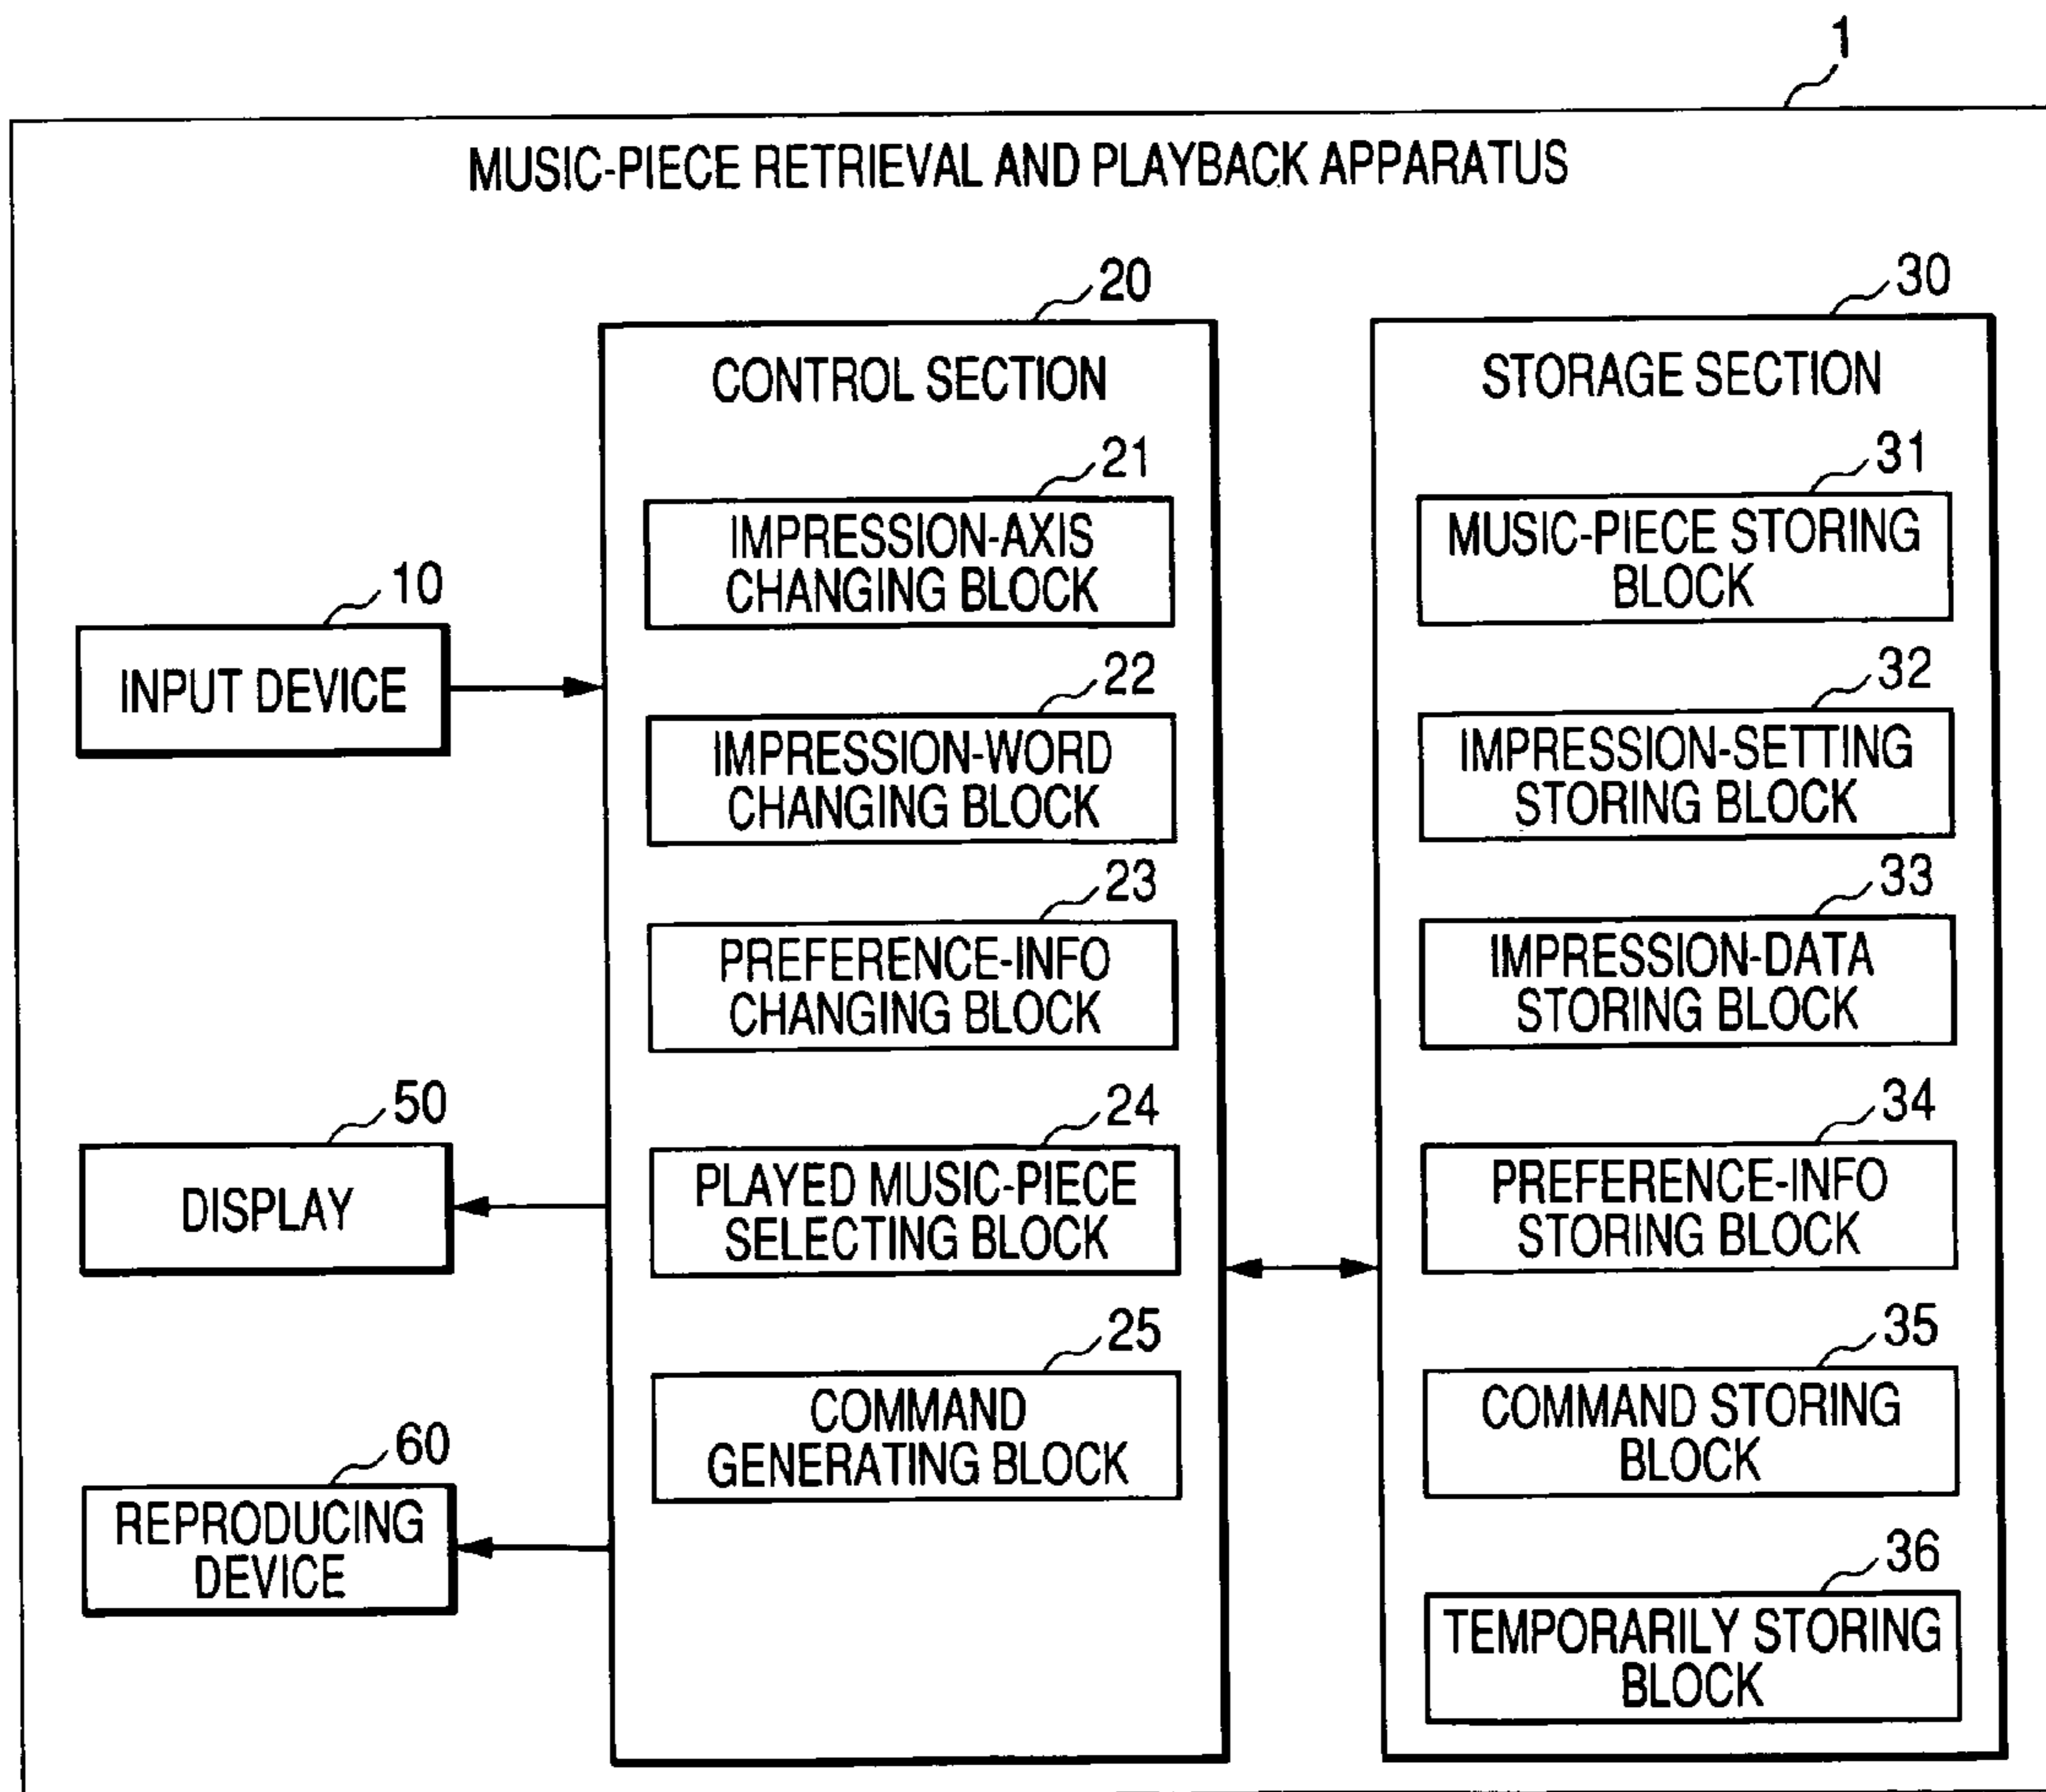 1
MUSIC-PIECE RETRIEVAL AND PLAYBACK APPARATUS
10
INPUT DEVICE
50
DISPLAY
60
REPRODUCING
DEVICE
20
CONTROL SECTION
21
IMPRESSION-AXIS
CHANGING BLOCK
22
IMPRESSION-WORD
CHANGING BLOCK
23
PREFERENCE-INFO
CHANGING BLOCK
24
PLAYED MUSIC-PIECE
SELECTING BLOCK
25
COMMAND
GENERATING BLOCK
30
STORAGE SECTION
31
MUSIC-PIECE STORING
BLOCK
32
IMPRESSION-SETTING
STORING BLOCK
33
IMPRESSION-DATA
STORING BLOCK
34
PREFERENCE-INFO
STORING BLOCK
35
COMMAND STORING
BLOCK
36
TEMPORARILY STORING
BLOCK